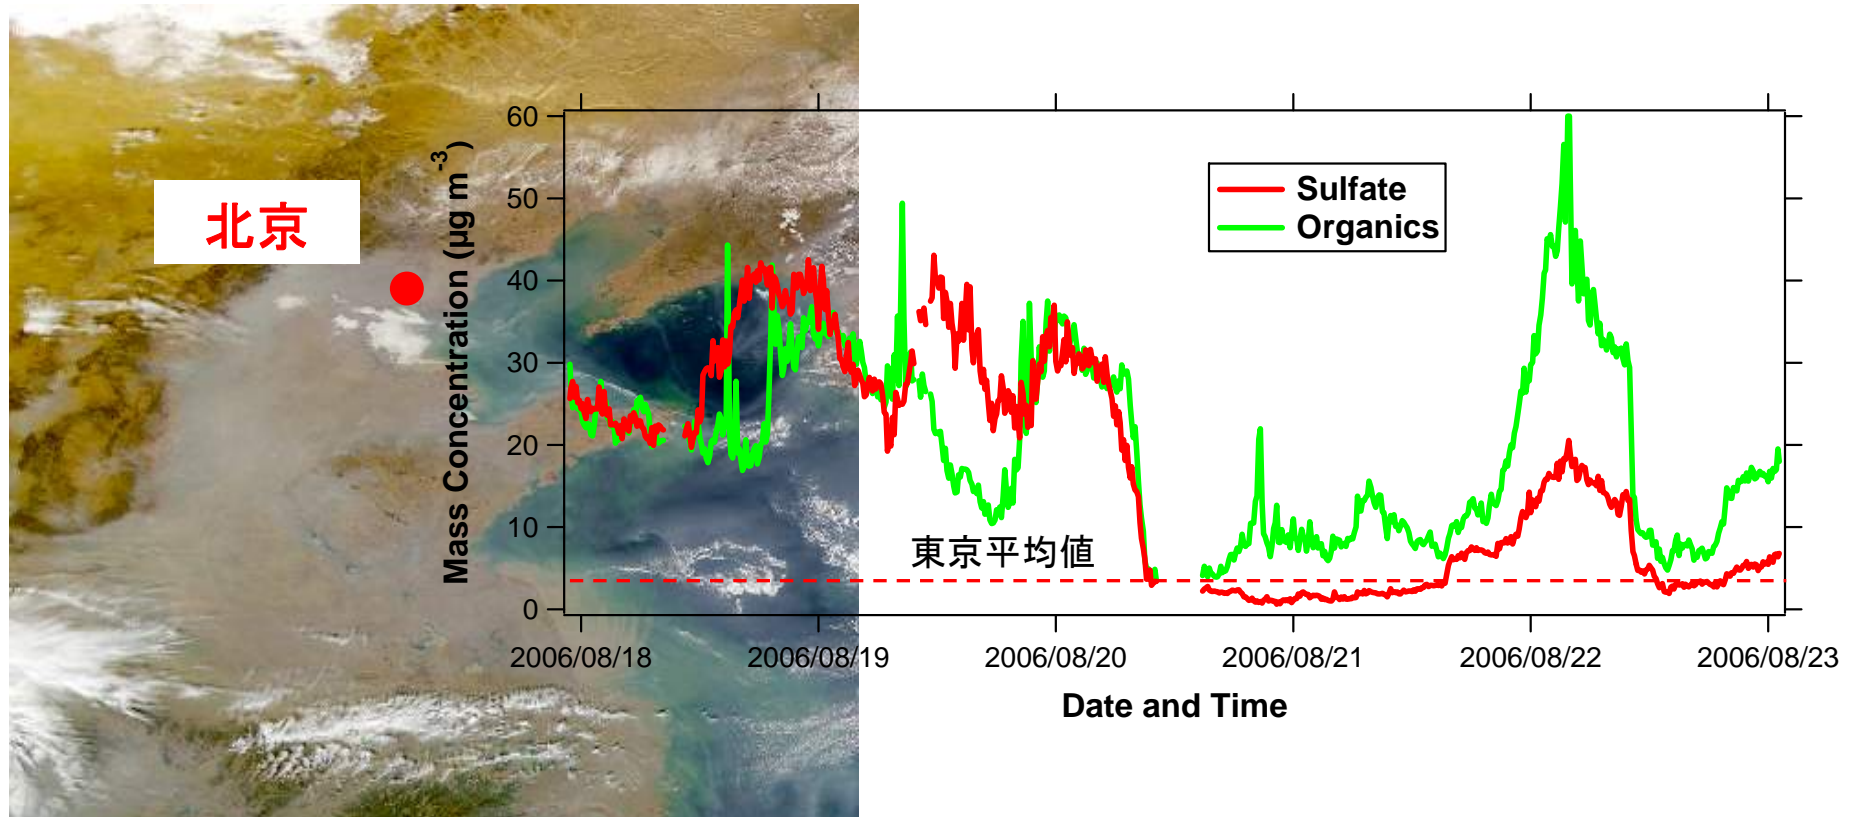 北京
60
50
40
30
20
10
0
Mass Concentration (µg m-3)
Sulfate
Organics
東京平均値
2006/08/18 2006/08/19 2006/08/20 2006/08/21 2006/08/22 2006/08/23
Date and Time